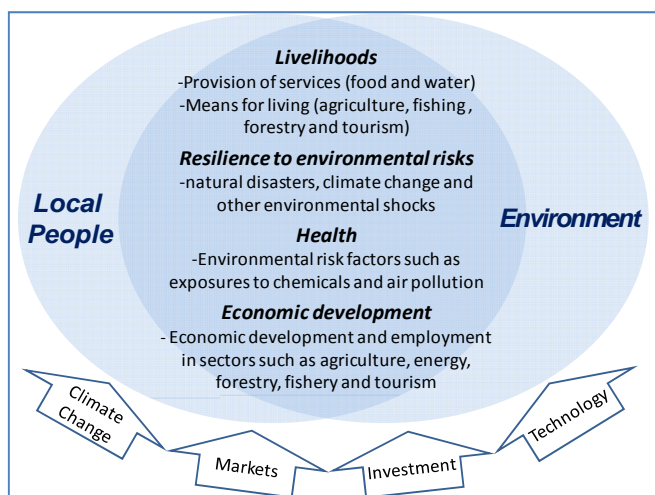 Livelihoods
-Provision of services (food and water)
-Means for living (agriculture, fishing ,
forestry and tourism)
Resilience to environmental risks
-natural disasters, climate change and
other environmental shocks
Local
People
Environment
Health
-Environmental risk factors such as
exposures to chemicals and air pollution
Economic development
- Economic development and employment
in sectors such as agriculture, energy,
forestry, fishery and tourism
Climate
Change
Markets
Investment
Technology